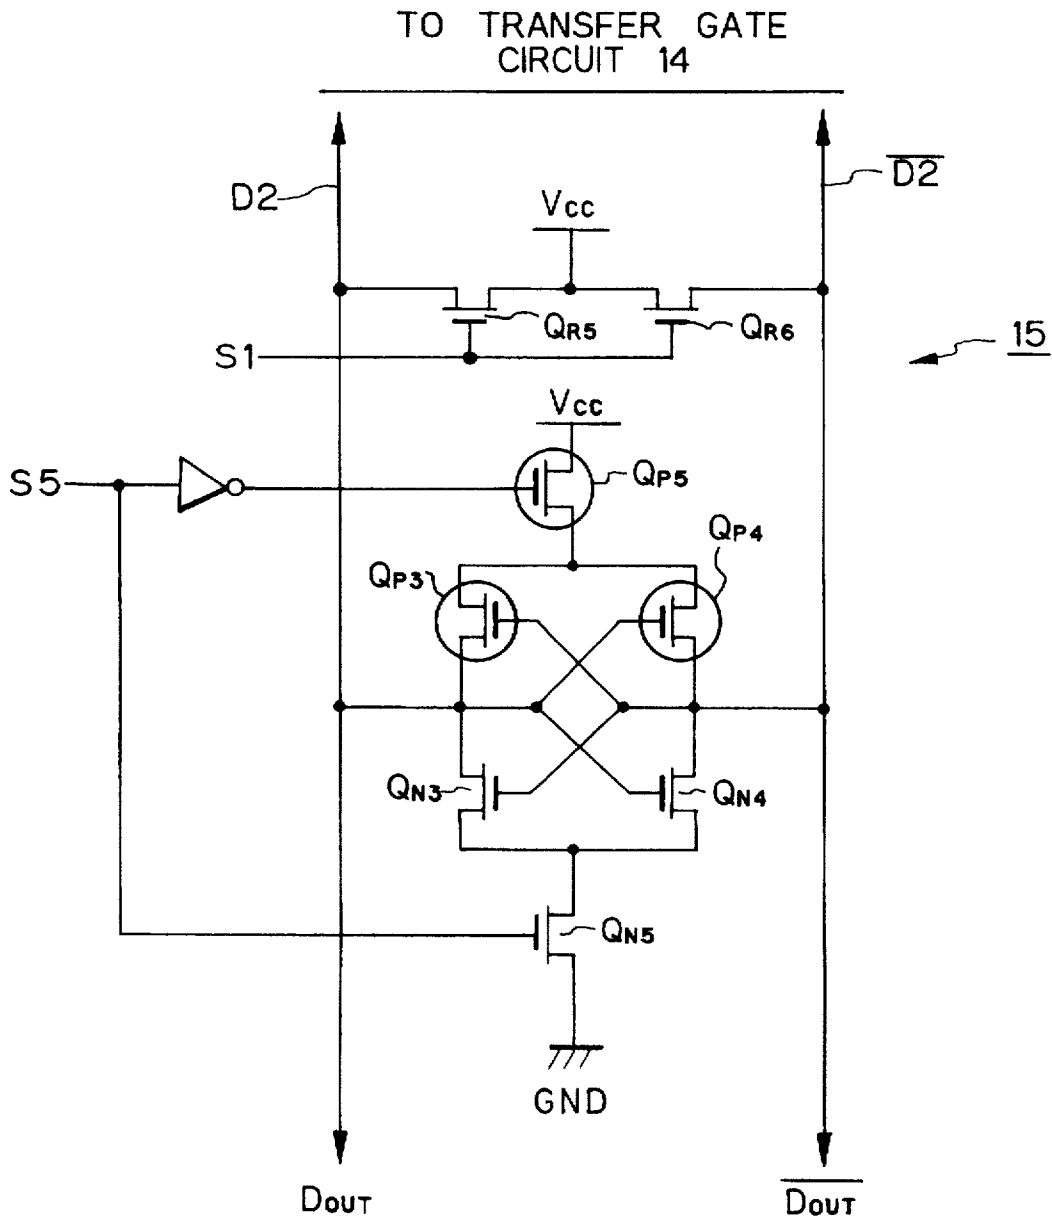 TO TRANSFER GATE
CIRCUIT 14
D2
D2
Vcc
QR5
QR6
S1
15
Vcc
S5
QP5
QP4
QP3
QN3
QN4
QN5
GND
DOUT
DOUT